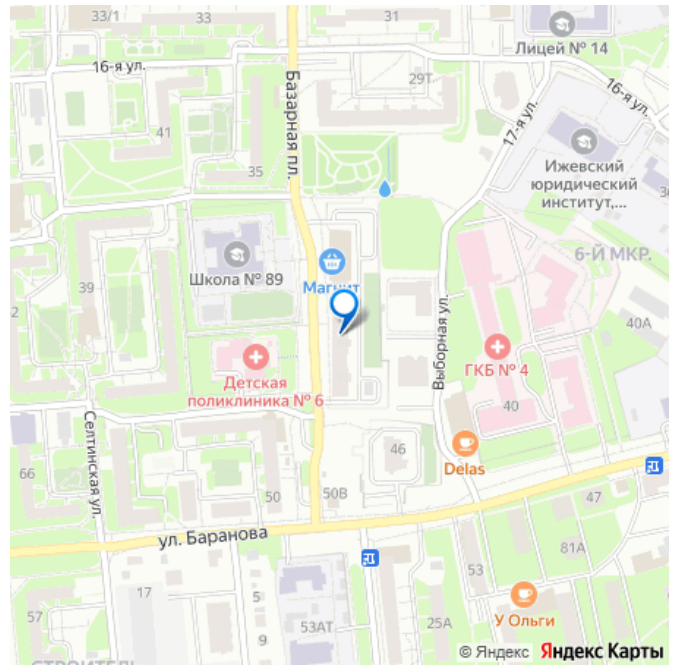 33/1
33
31
Лицей № 14
16-я ул.
Базарная пл.
29Т
17-я ул.
16-я ул.
41
Ижевский
юридический
институт,...
35
6-Й МКР.
Школа № 89
Магнит
39
Выборная ул.
40А
ГКБ № 4
Детская
поликлиника № 6
40
Селтинская ул.
46
Delas
66
50
50В
47
ул. Баранова
81А
17
53
5
У Ольги
57
53АТ
25А
9
СТРОИТЕЛЬ
© Яндекс Яндекс Карты